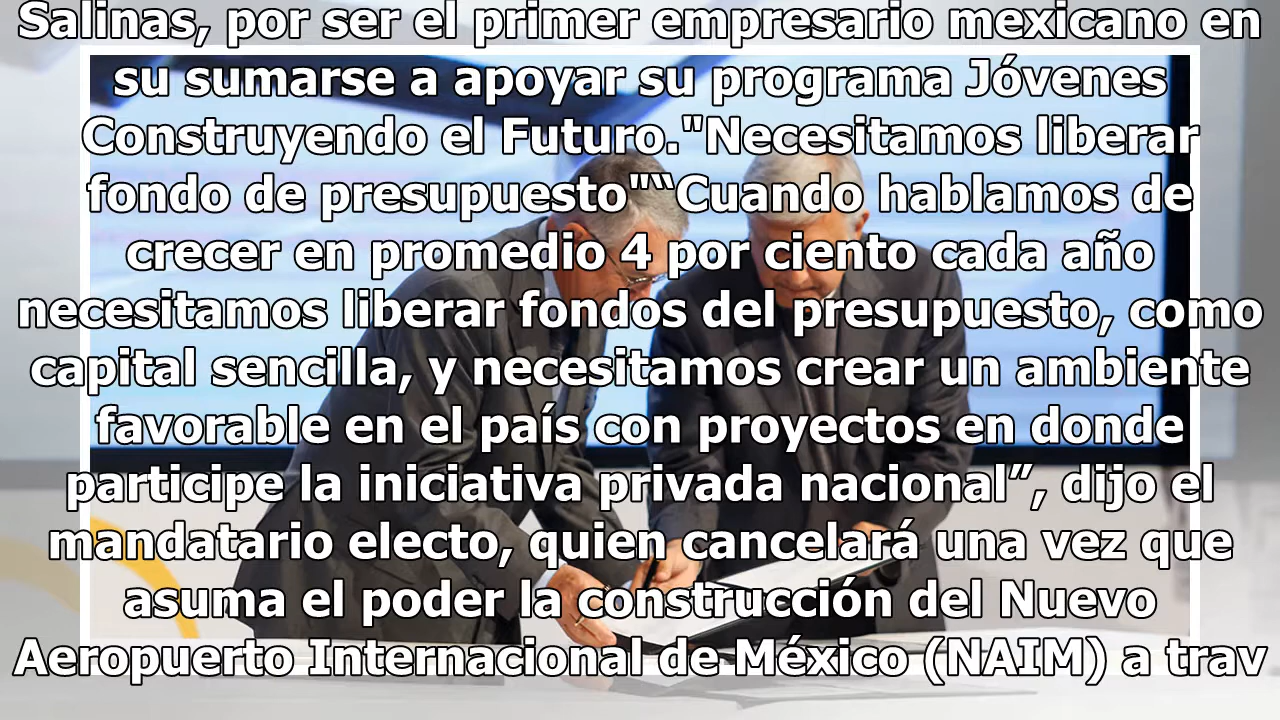 Salinas, por ser el primer empresario mexicano en
su sumarse a apoyar su programa Jóvenes
Construyendo el Futuro."Necesitamos liberar
fondo de presupuesto"“Cuando hablamos de
crecer en promedio 4 por ciento cada año
necesitamos liberar fondos del presupuesto, como
capital sencilla, y necesitamos crear un ambiente
favorable en el país con proyectos en donde
participe la iniciativa privada nacional”, dijo el
mandatario electo, quien cancelará una vez que
asuma el poder la construcción del Nuevo
Aeropuerto Internacional de México (NAIM) a trav